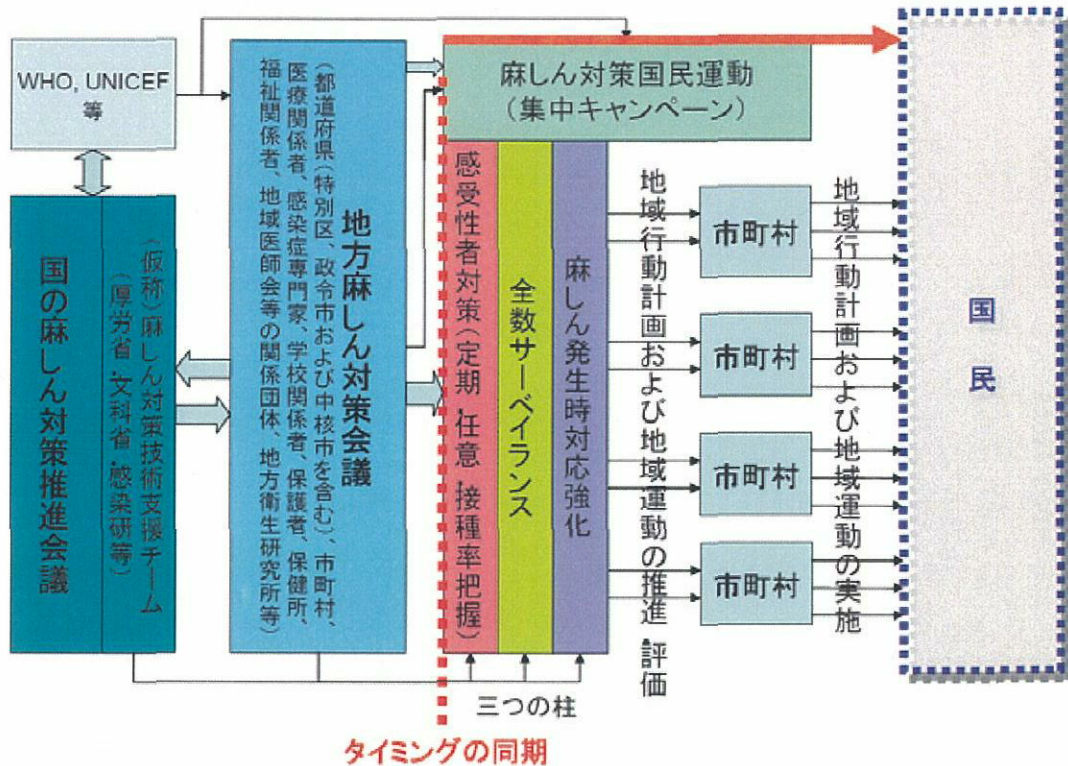 WHO, UNICEF
等
国の麻しん対策推進会議
（仮称）麻しん対策技術支援チーム
（厚労省・文科省・感染研等）
地方麻しん対策会議
（都道府県（特別区、政令市および中核市を含む）、市町村、
医療関係者、感染症専門家、学校関係者、保護者、保健所、
福祉関係者、地域医師会等の関係団体、地方衛生研究所等）
麻しん対策国民運動
（集中キャンペーン）
感受性者対策（定期・任意・接種率把握）
全数サーベイランス
麻しん発生時対応強化
三つの柱
タイミングの同期
地域行動計画および地域運動の推進・評価
市町村
市町村
市町村
市町村
地域行動計画及び地域運動の実施
国民